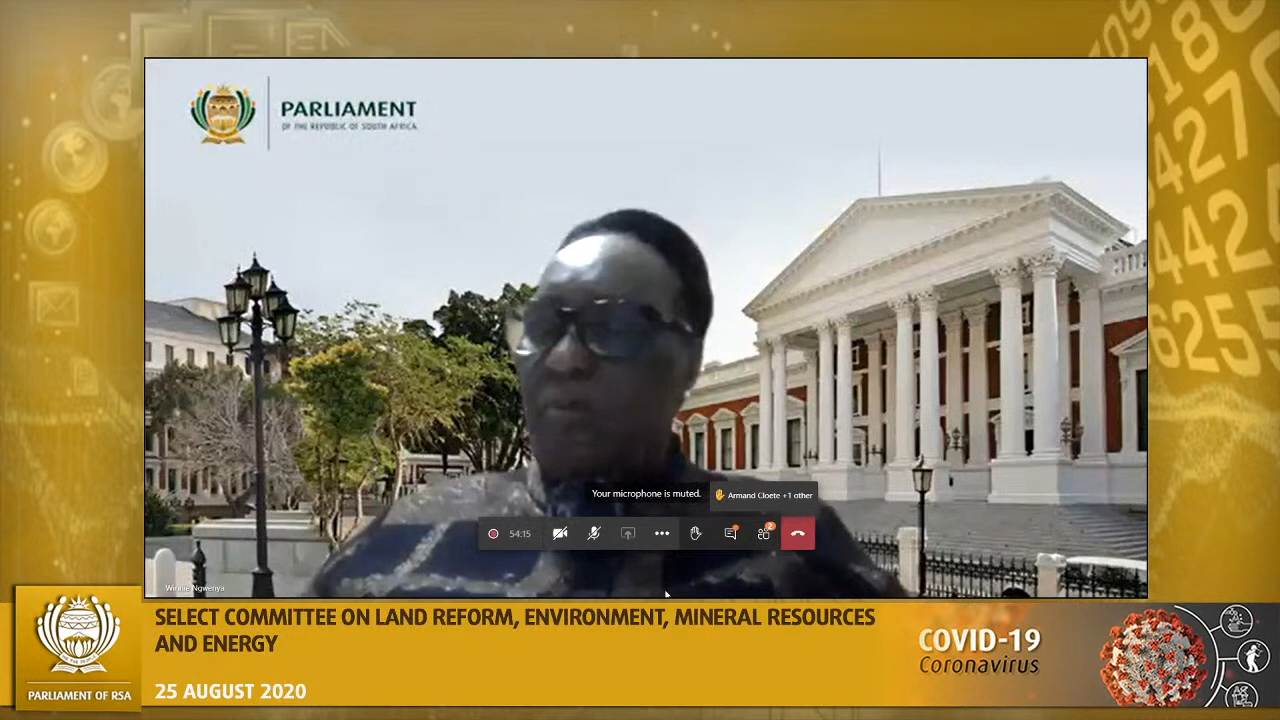 PARLIAMENT
OF THE REPUBLIC OF SOUTH AFRICA
Your microphone is muted.
Armand Cloete +1 other
54:15
2
Winnie Ngwenya
SELECT COMMITTEE ON LAND REFORM, ENVIRONMENT, MINERAL RESOURCES
AND ENERGY
25 AUGUST 2020
PARLIAMENT OF RSA
COVID-19
Coronavirus